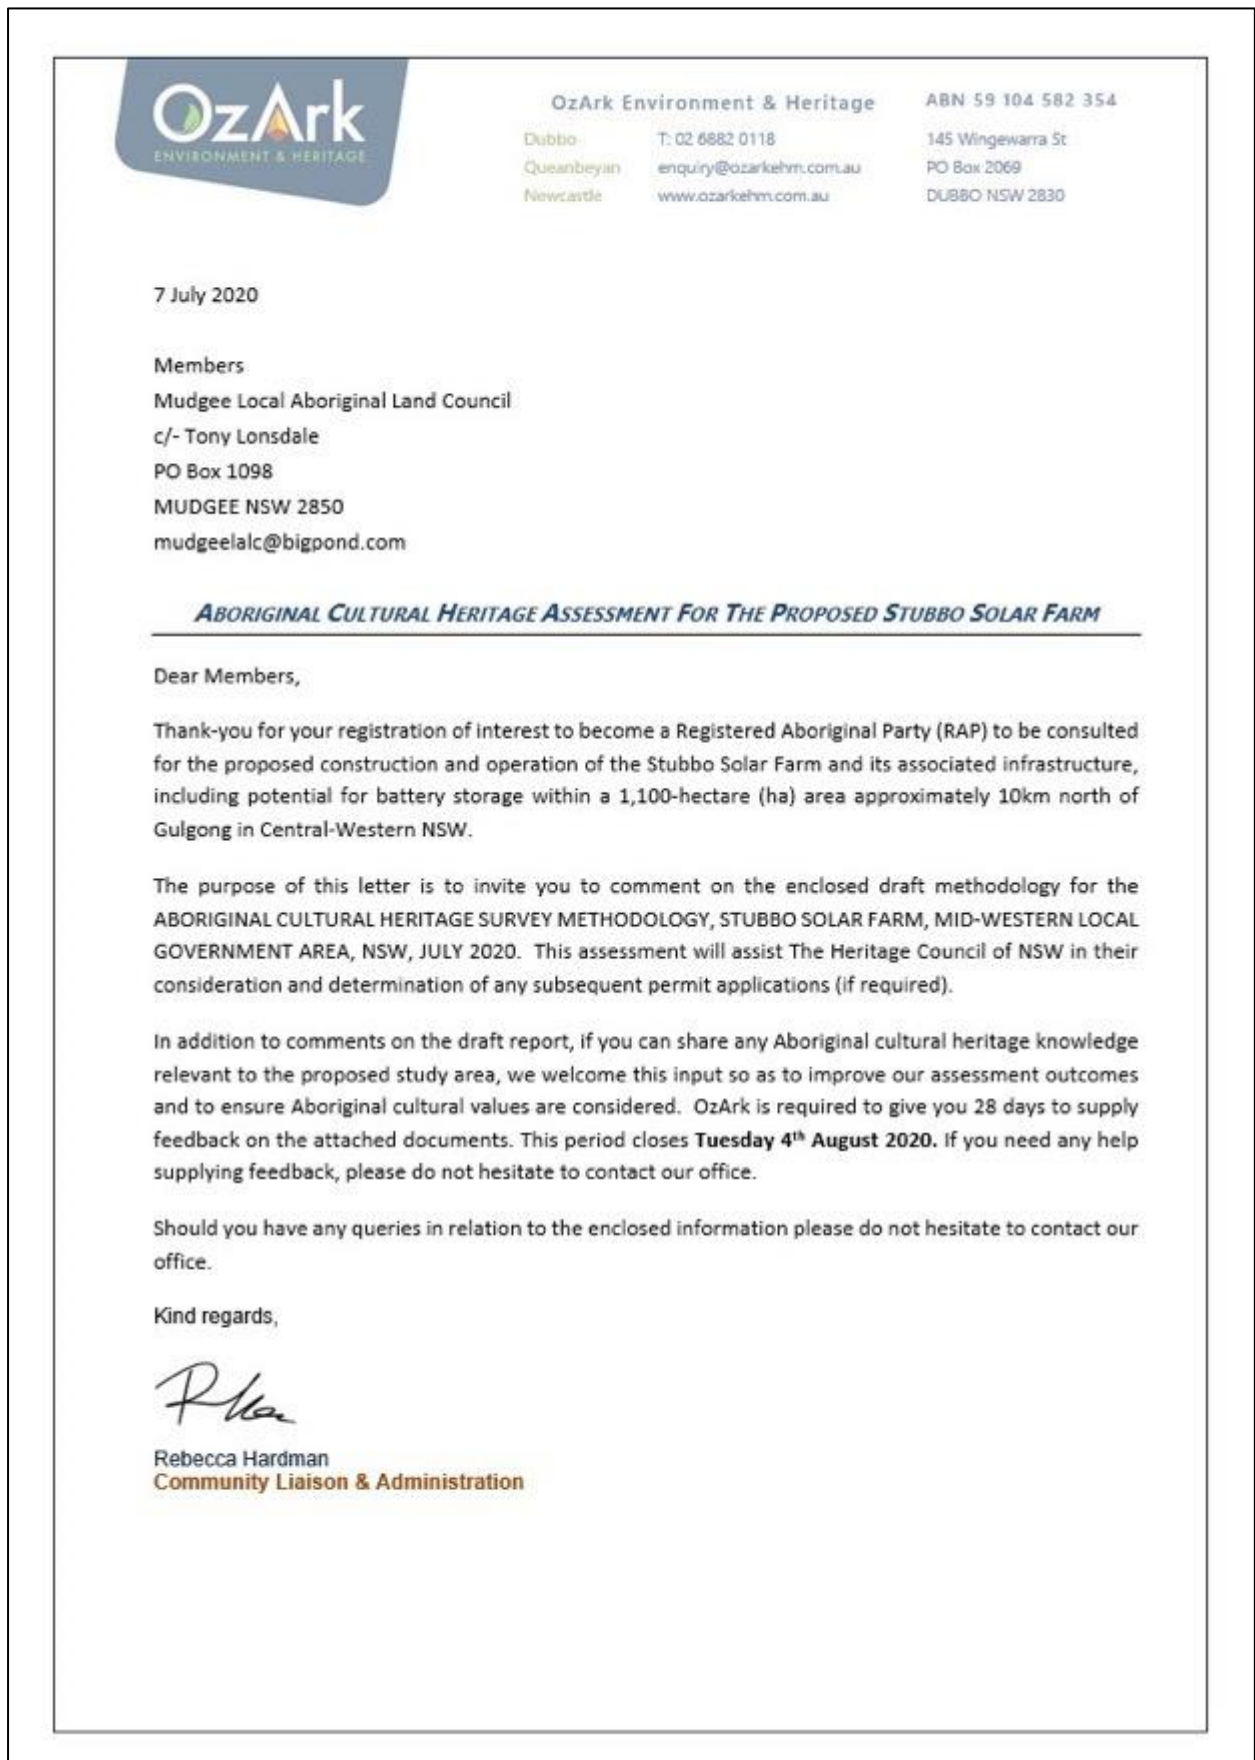 OzArk
ENVIRONMENT & HERITAGE
OzArk Environment & Heritage
ABN 59 104 582 354
Dubbo T: 02 6882 0118 145 Wingewarra St
Queanbeyan enquiry@ozarkehm.com.au PO Box 2069
Newcastle www.ozarkehm.com.au DUBBO NSW 2830
7 July 2020
Members
Mudgee Local Aboriginal Land Council
c/- Tony Lonsdale
PO Box 1098
MUDGEE NSW 2850
mudgeelalc@bigpond.com
ABORIGINAL CULTURAL HERITAGE ASSESSMENT FOR THE PROPOSED STUBBO SOLAR FARM
Dear Members,
Thank-you for your registration of interest to become a Registered Aboriginal Party (RAP) to be consulted
for the proposed construction and operation of the Stubbo Solar Farm and its associated infrastructure,
including potential for battery storage within a 1,100-hectare (ha) area approximately 10km north of
Gulgong in Central-Western NSW.
The purpose of this letter is to invite you to comment on the enclosed draft methodology for the
ABORIGINAL CULTURAL HERITAGE SURVEY METHODOLOGY, STUBBO SOLAR FARM, MID-WESTERN LOCAL
GOVERNMENT AREA, NSW, JULY 2020. This assessment will assist The Heritage Council of NSW in their
consideration and determination of any subsequent permit applications (if required).
In addition to comments on the draft report, if you can share any Aboriginal cultural heritage knowledge
relevant to the proposed study area, we welcome this input so as to improve our assessment outcomes
and to ensure Aboriginal cultural values are considered. OzArk is required to give you 28 days to supply
feedback on the attached documents. This period closes Tuesday 4th August 2020. If you need any help
supplying feedback, please do not hesitate to contact our office.
Should you have any queries in relation to the enclosed information please do not hesitate to contact our
office.
Kind regards,
Rebecca Hardman
Community Liaison & Administration